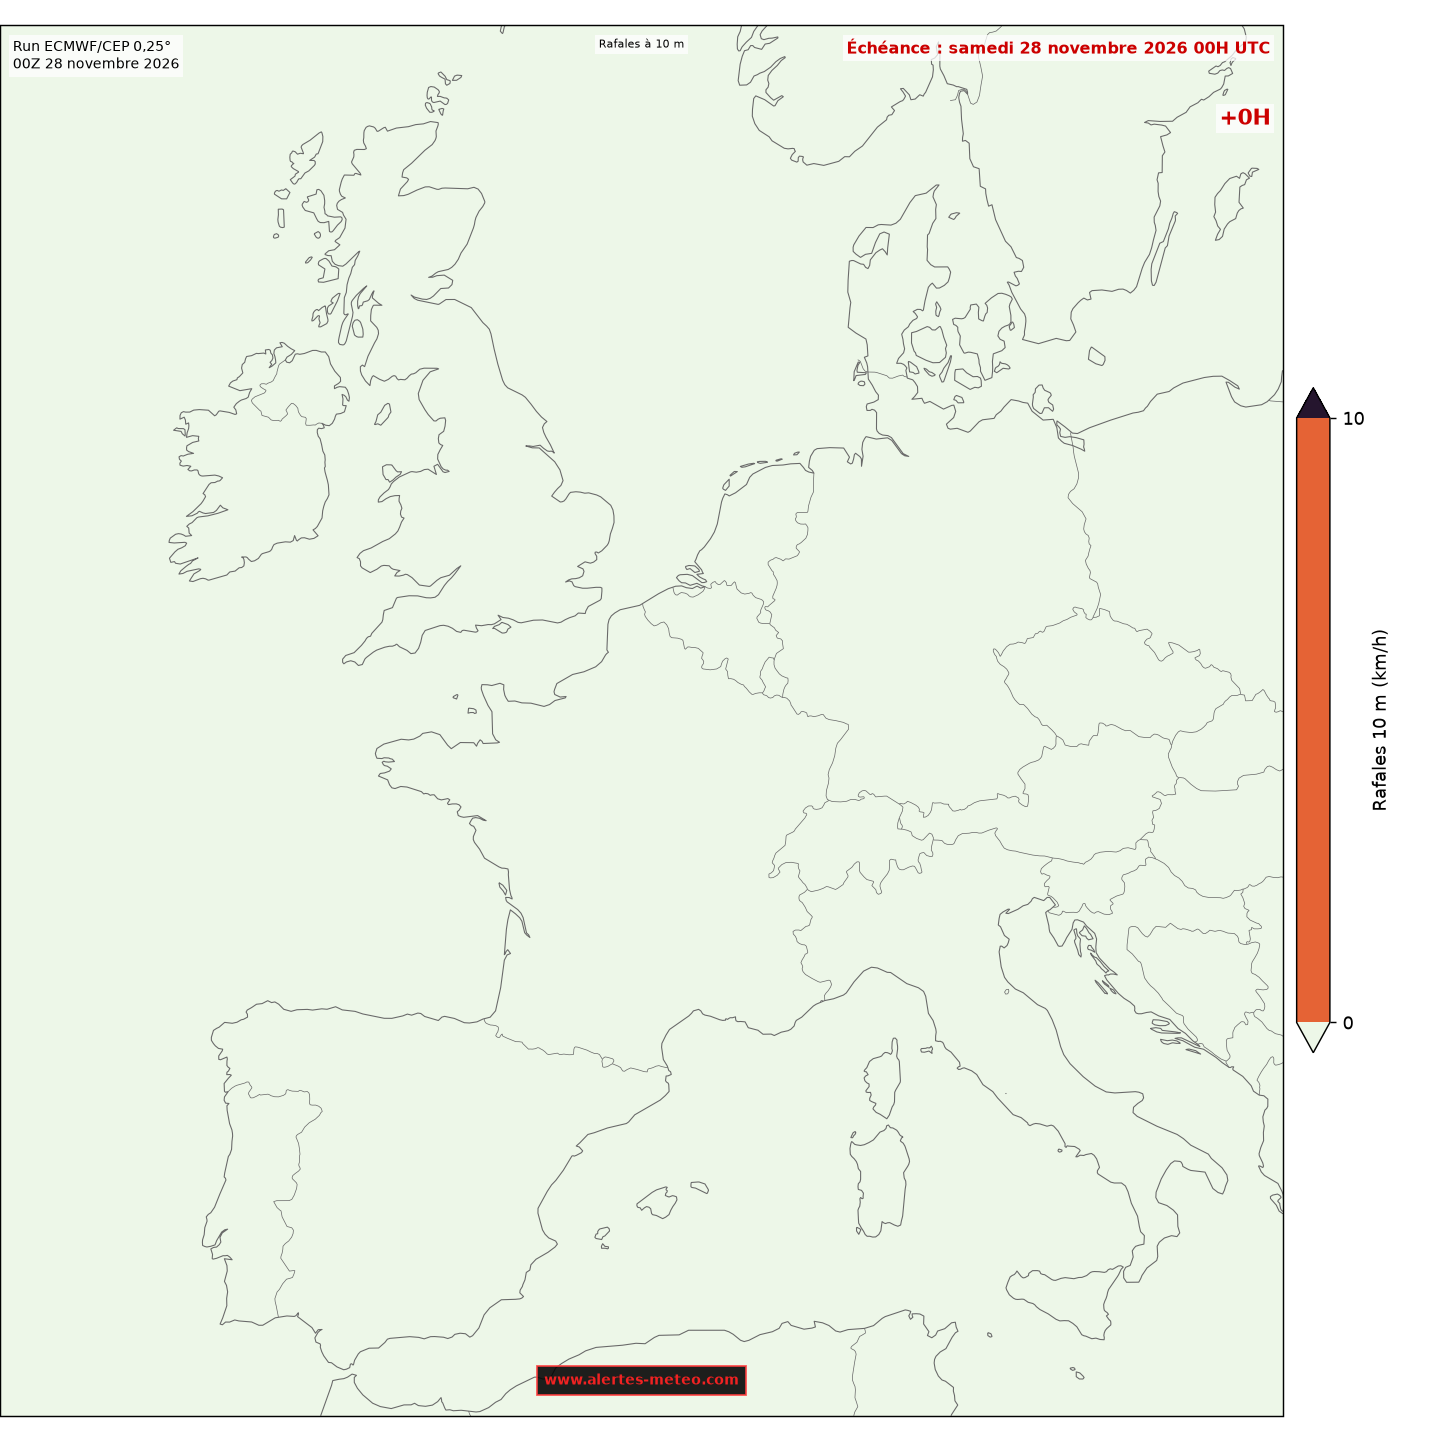 Run ECMWF/CEP 0,25°
00Z 28 novembre 2026
Rafales à 10 m
Échéance : samedi 28 novembre 2026 00H UTC
+0H
10
0
Rafales 10 m (km/h)
www.alertes-meteo.com